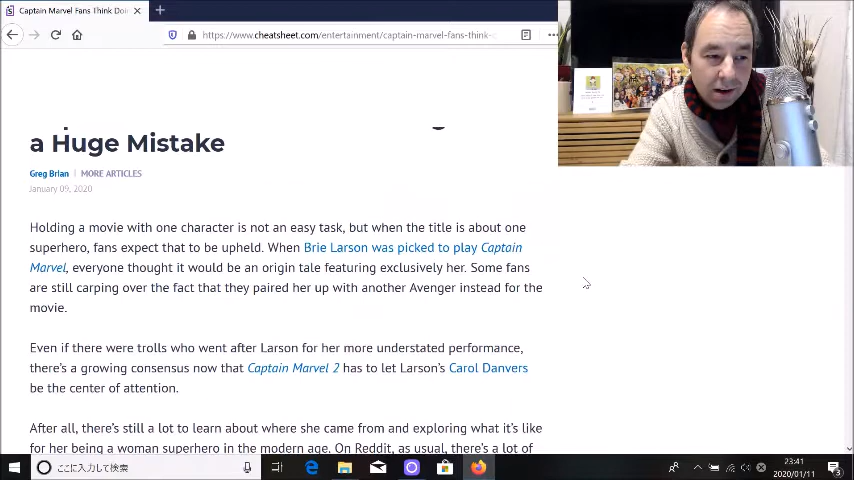 Captain Marvel Fans Think Doin
https://www.cheatsheet.com/entertainment/captain-marvel-fans-think-
a Huge Mistake
Greg Brian | MORE ARTICLES
January 09, 2020
Holding a movie with one character is not an easy task, but when the title is about one
superhero, fans expect that to be upheld. When Brie Larson was picked to play Captain
Marvel, everyone thought it would be an origin tale featuring exclusively her. Some fans
are still carping over the fact that they paired her up with another Avenger instead for the
movie.
Even if there were trolls who went after Larson for her more understated performance,
there's a growing consensus now that Captain Marvel 2 has to let Larson's Carol Danvers
be the center of attention.
After all, there's still a lot to learn about where she came from and exploring what it's like
for her being a woman superhero in the modern age. On Reddit, as usual, there's a lot of
ここに入力して検索
23:41
2020/01/11
3